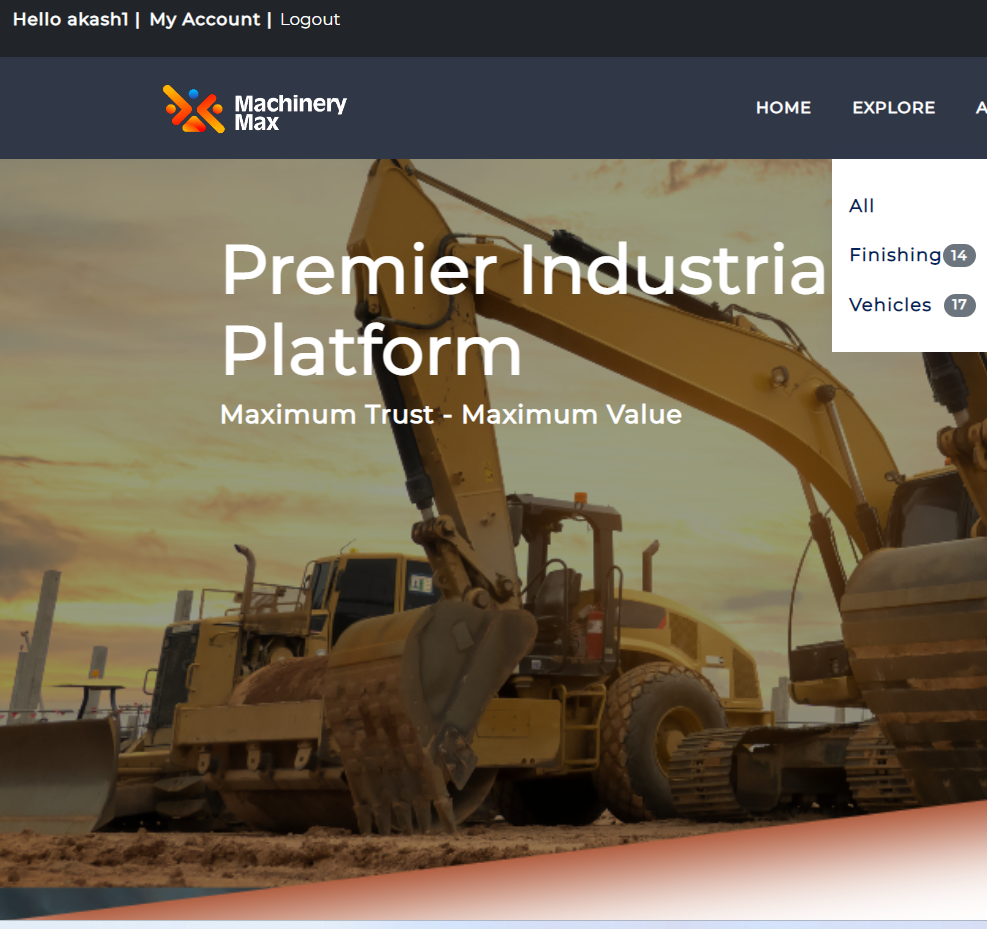 Hello akash1 | My Account | Logout
Machinery
Max
HOME EXPLORE A
All
Finishing 14
Vehicles 17
Premier Industria
Platform
Maximum Trust - Maximum Value